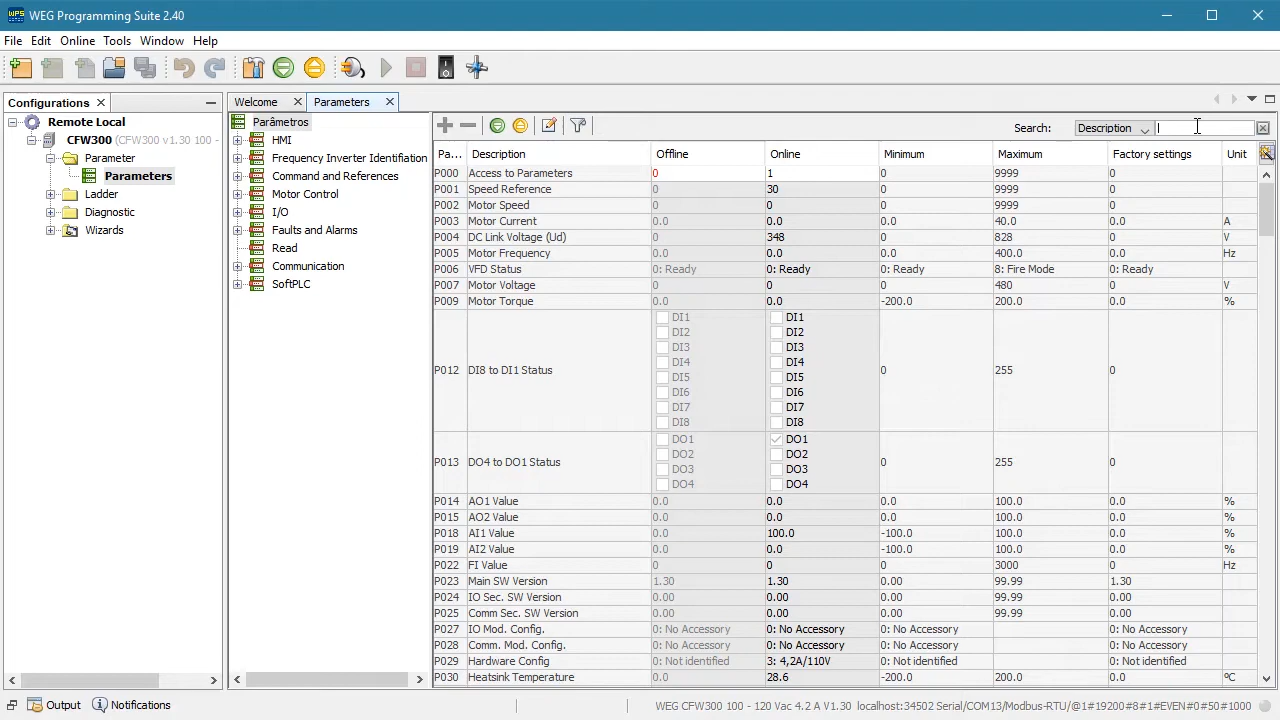 WPS WEG Programming Suite 2.40
File Edit Online Tools Window Help
Configurations
Remote Local
CFW300 (CFW300 v1.30 100 -
Parameter
Parameters
Ladder
Diagnostic
Wizards
Welcome Parameters
Parâmetros
HMI
Frequency Inverter Identifiation
Command and References
Motor Control
I/O
Faults and Alarms
Read
Communication
SoftPLC
Search: Description
Pa... Description Offline Online Minimum Maximum Factory settings Unit
P000 Access to Parameters 0 1 0 9999 0
P001 Speed Reference 0 30 0 9999 0
P002 Motor Speed 0 0 0 9999 0
P003 Motor Current 0.0 0.0 0.0 40.0 0.0 A
P004 DC Link Voltage (Ud) 0 348 0 828 0 V
P005 Motor Frequency 0.0 0.0 0.0 400.0 0.0 Hz
P006 VFD Status 0: Ready 0: Ready 0: Ready 8: Fire Mode 0: Ready
P007 Motor Voltage 0 0 0 480 0 V
P009 Motor Torque 0.0 0.0 -200.0 200.0 0.0 %
DI1 DI1
DI2 DI2
DI3 DI3
DI4 DI4
P012 DI8 to DI1 Status 0 255 0
DI5 DI5
DI6 DI6
DI7 DI7
DI8 DI8
DO1 DO1
DO2 DO2
P013 DO4 to DO1 Status 0 255 0
DO3 DO3
DO4 DO4
P014 AO1 Value 0.0 0.0 0.0 100.0 0.0 %
P015 AO2 Value 0.0 0.0 0.0 100.0 0.0 %
P018 AI1 Value 0.0 100.0 -100.0 100.0 0.0 %
P019 AI2 Value 0.0 0.0 -100.0 100.0 0.0 %
P022 FI Value 0 0 0 3000 0 Hz
P023 Main SW Version 1.30 1.30 0.00 99.99 1.30
P024 IO Sec. SW Version 0.00 0.00 0.00 99.99 0.00
P025 Comm Sec. SW Version 0.00 0.00 0.00 99.99 0.00
P027 IO Mod. Config. 0: No Accessory 0: No Accessory 0: No Accessory 0: No Accessory
P028 Comm. Mod. Config. 0: No Accessory 0: No Accessory 0: No Accessory 0: No Accessory
P029 Hardware Config 0: Not identified 3: 4,2A/110V 0: Not identified 0: Not identified
P030 Heatsink Temperature 0.0 28.6 -200.0 200.0 0.0 ºC
Output Notifications
WEG CFW300 100 - 120 Vac 4.2 A V1.30 localhost:34502 Serial/COM13/Modbus-RTU/@1#19200#8#1#EVEN#0#50#1000